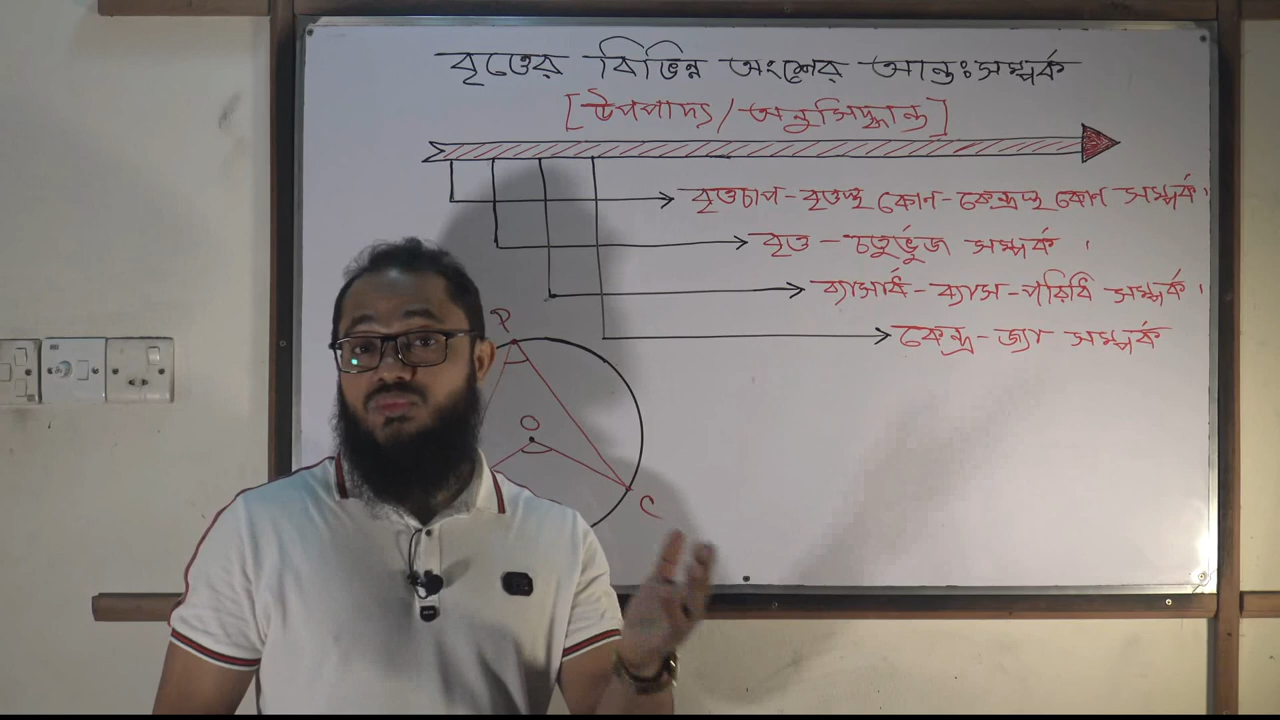 বৃত্তের বিভিন্ন অংশের আন্তঃসম্পর্ক
[উপপাদ্য/অনুসিদ্ধান্ত]
বৃত্তচাপ-বৃত্তস্থ কোণ-কেন্দ্রস্থ কোণ সম্পর্ক।
বৃত্ত - চতুর্ভুজ সম্পর্ক ।
ব্যাসার্ধ-ব্যাস-পরিধি সম্পর্ক ।
কেন্দ্র-জ্যা সম্পর্ক
P
O
C